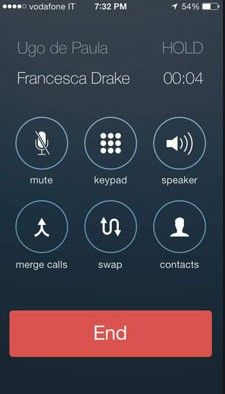 vodafone IT 7:32 PM 54%
Ugo de Paula HOLD
Francesca Drake 00:04
mute keypad speaker
merge calls swap contacts
End